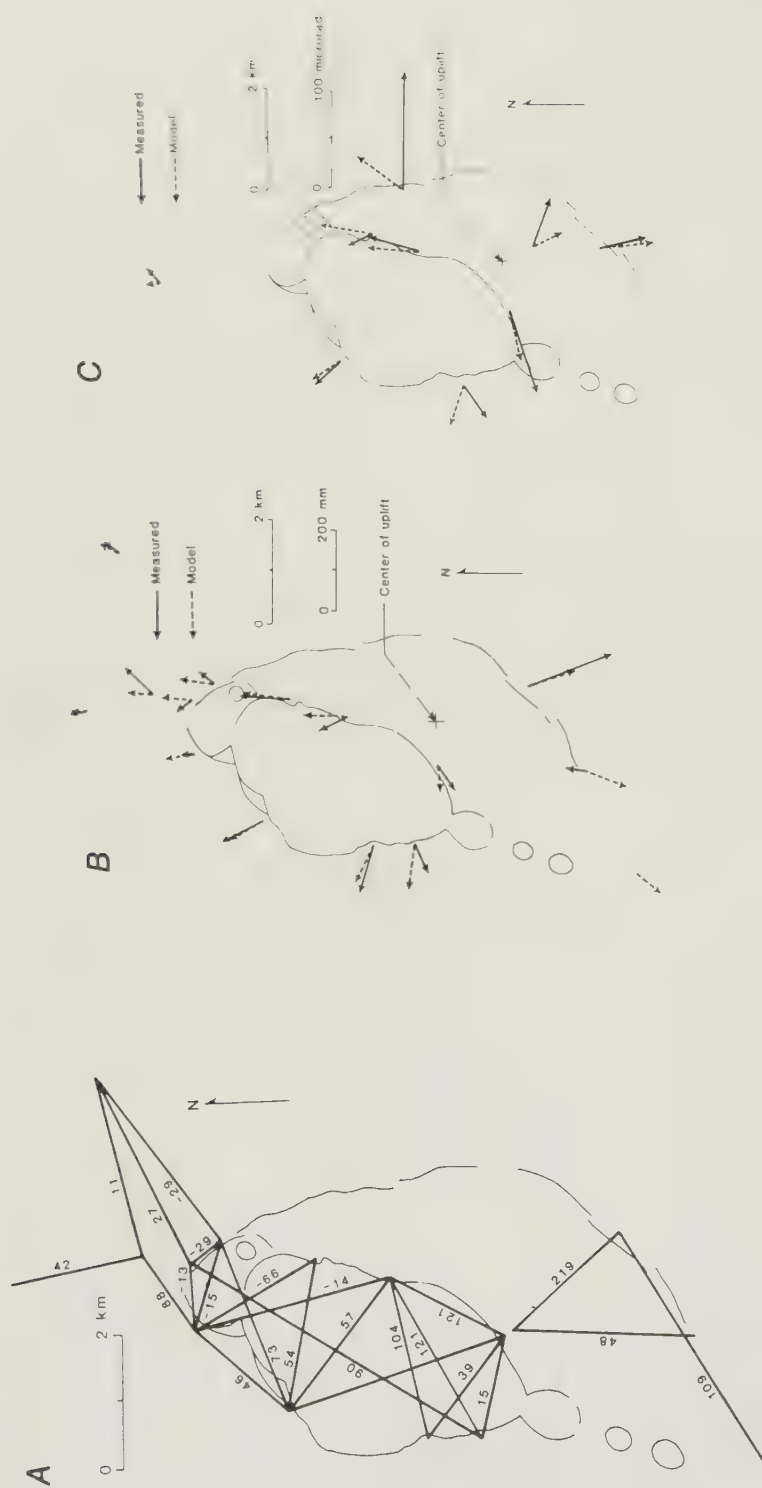 A
0 2 km
N
42
11
27
-29
88
-13
-29
-15
-66
-14
46
73
54
57
90
104
121
121
39
15
219
48
109
B
Measured
Model
0 2 km
0 200 mm
Center of uplift
N
C
Measured
Model
0 2 km
0 100 microrad
Center of uplift
N